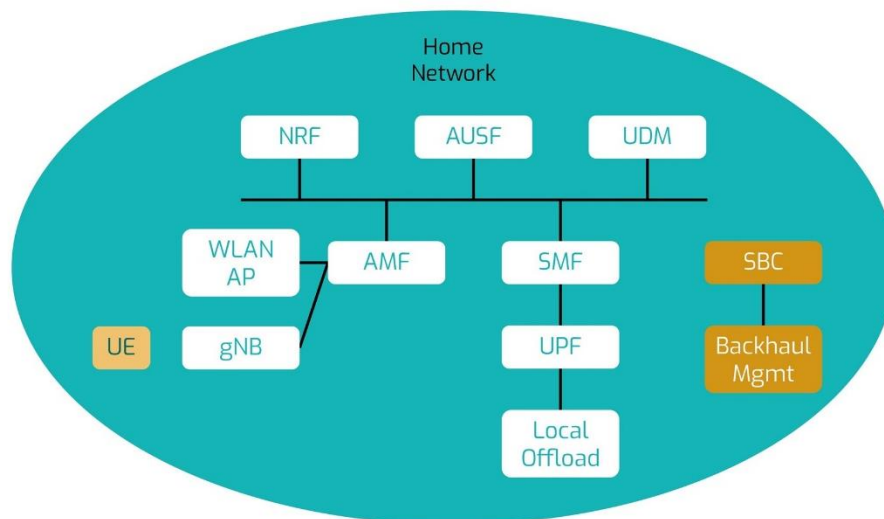 Home
Network
NRF
AUSF
UDM
WLAN
AP
AMF
SMF
SBC
UE
gNB
UPF
Backhaul
Mgmt
Local
Offload